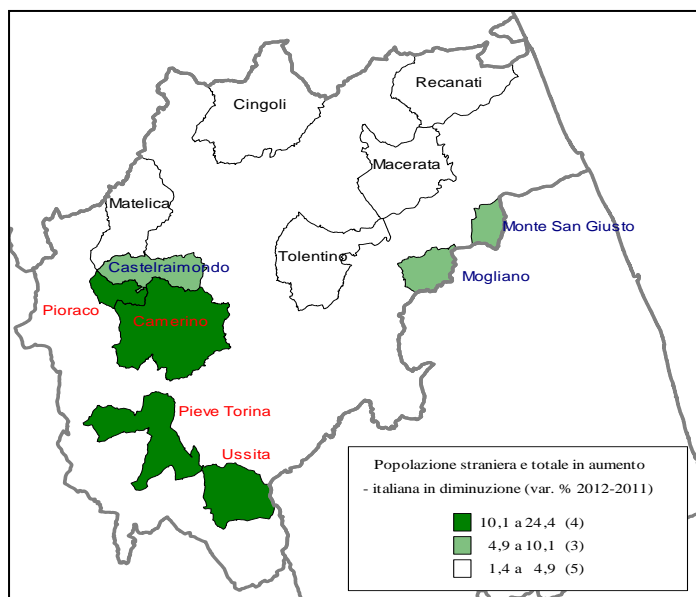 Recanati
Cingoli
Macerata
Matelica
Monte San Giusto
Tolentino
Castelraimondo
Mogliano
Pioraco
Camerino
Pieve Torina
Ussita
Popolazione straniera e totale in aumento
- italiana in diminuzione (var. % 2012-2011)
10,1 a 24,4 (4)
4,9 a 10,1 (3)
1,4 a 4,9 (5)